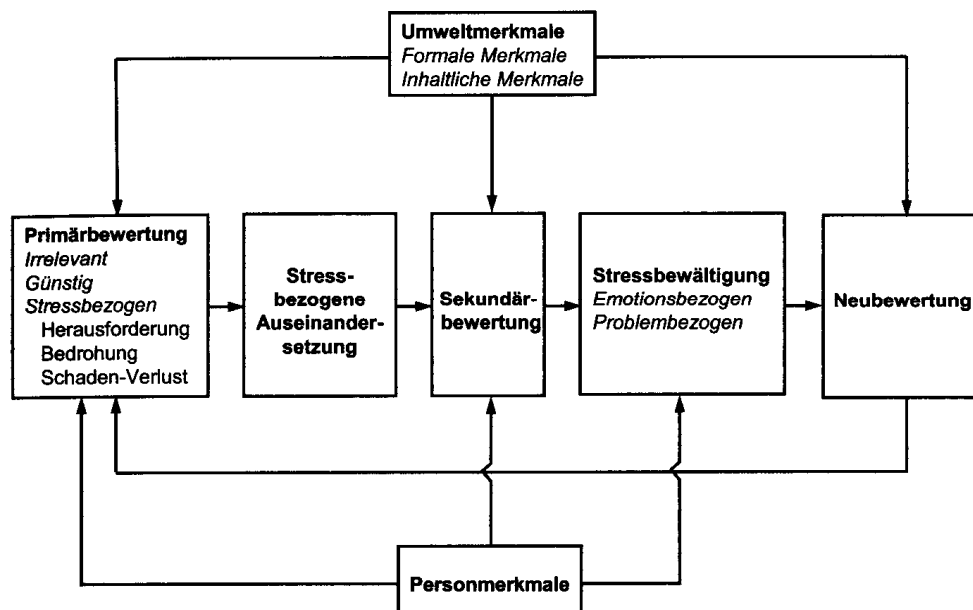 Umweltmerkmale
Formale Merkmale
Inhaltliche Merkmale
Primärbewertung
Irrelevant
Günstig
Stressbezogen
Herausforderung
Bedrohung
Schaden-Verlust
Stress-
bezogene
Auseinander-
setzung
Sekundär-
bewertung
Stressbewältigung
Emotionsbezogen
Problembezogen
Neubewertung
Personmerkmale